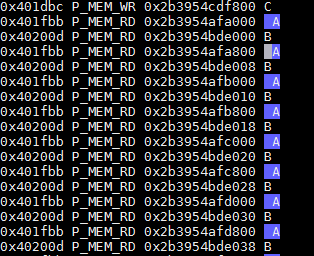 0x401dbc P_MEM_WR 0x2b3954cdf800 C
0x401fbb P_MEM_RD 0x2b3954afa000 A
0x40200d P_MEM_RD 0x2b3954bde000 B
0x401fbb P_MEM_RD 0x2b3954afa800 A
0x40200d P_MEM_RD 0x2b3954bde008 B
0x401fbb P_MEM_RD 0x2b3954afb000 A
0x40200d P_MEM_RD 0x2b3954bde010 B
0x401fbb P_MEM_RD 0x2b3954afb800 A
0x40200d P_MEM_RD 0x2b3954bde018 B
0x401fbb P_MEM_RD 0x2b3954afc000 A
0x40200d P_MEM_RD 0x2b3954bde020 B
0x401fbb P_MEM_RD 0x2b3954afc800 A
0x40200d P_MEM_RD 0x2b3954bde028 B
0x401fbb P_MEM_RD 0x2b3954afd000 A
0x40200d P_MEM_RD 0x2b3954bde030 B
0x401fbb P_MEM_RD 0x2b3954afd800 A
0x40200d P_MEM_RD 0x2b3954bde038 B